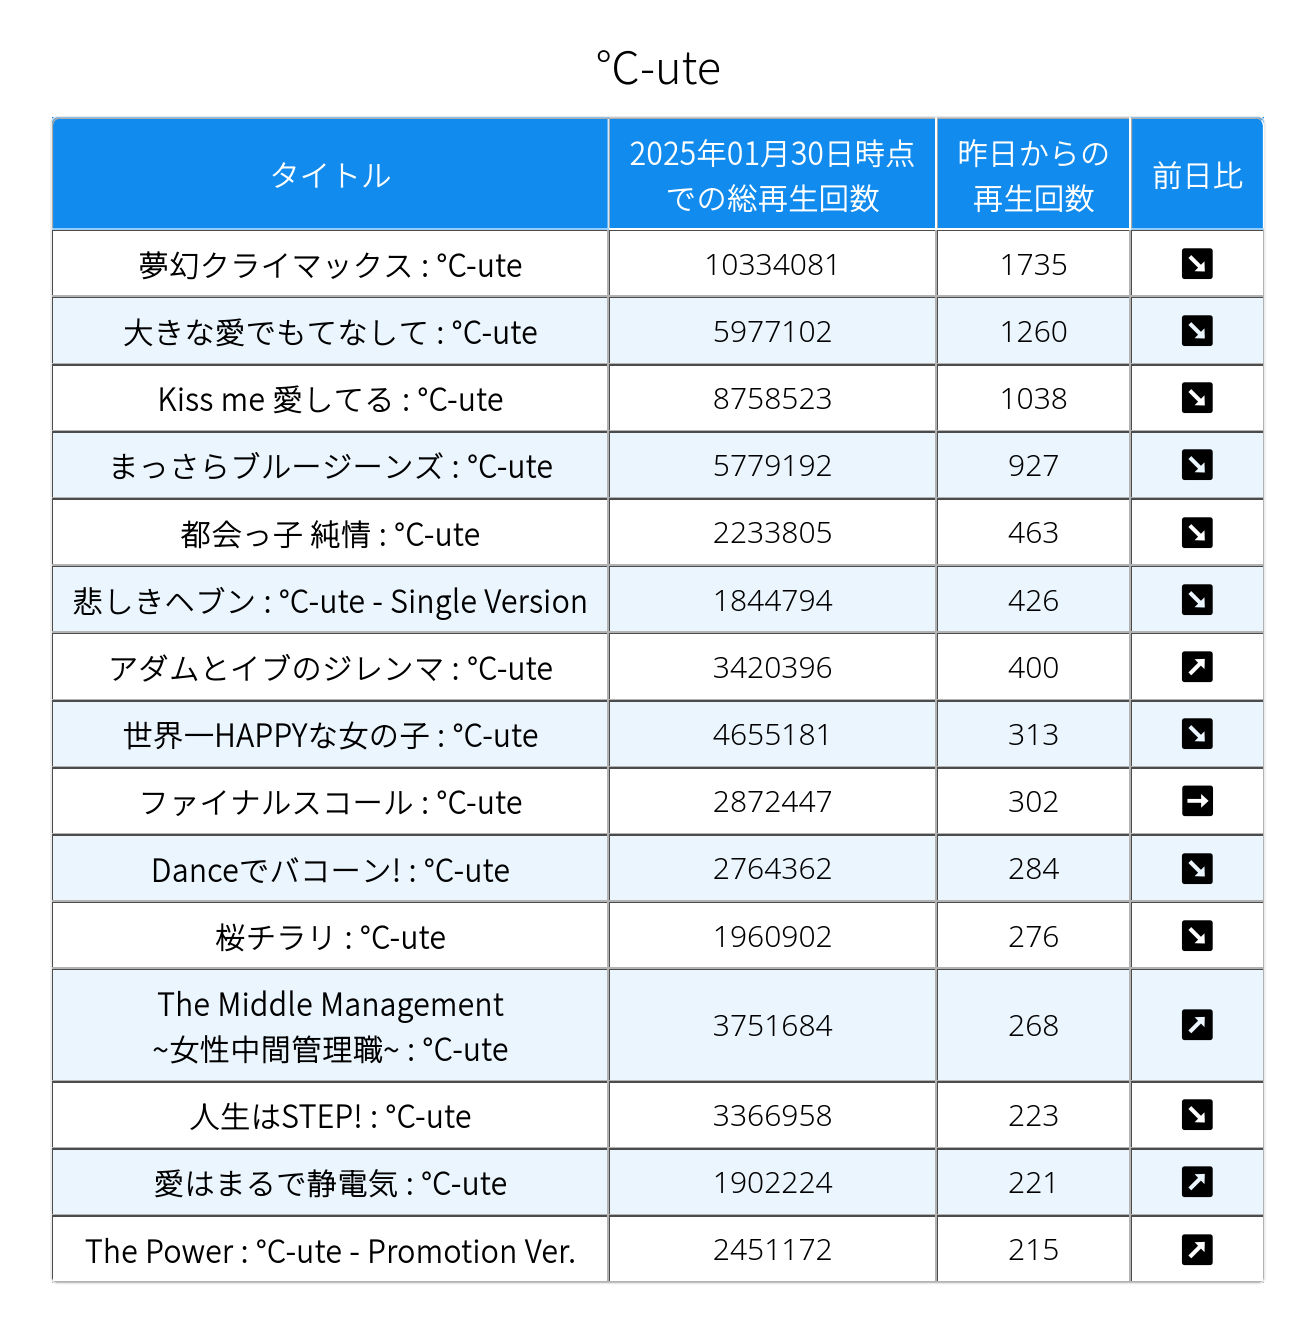 ℃-ute
タイトル
2025年01月30日時点
での総再生回数
昨日からの
再生回数
前日比
夢幻クライマックス : ℃-ute 10334081 1735
大きな愛でもてなして : ℃-ute 5977102 1260
Kiss me 愛してる : ℃-ute 8758523 1038
まっさらブルージーンズ : ℃-ute 5779192 927
都会っ子 純情 : ℃-ute 2233805 463
悲しきヘブン : ℃-ute - Single Version 1844794 426
アダムとイブのジレンマ : ℃-ute 3420396 400
世界一HAPPYな女の子 : ℃-ute 4655181 313
ファイナルスコール : ℃-ute 2872447 302
Danceでバコーン! : ℃-ute 2764362 284
桜チラリ : ℃-ute 1960902 276
The Middle Management
~女性中間管理職~ : ℃-ute 3751684 268
人生はSTEP! : ℃-ute 3366958 223
愛はまるで静電気 : ℃-ute 1902224 221
The Power : ℃-ute - Promotion Ver. 2451172 215